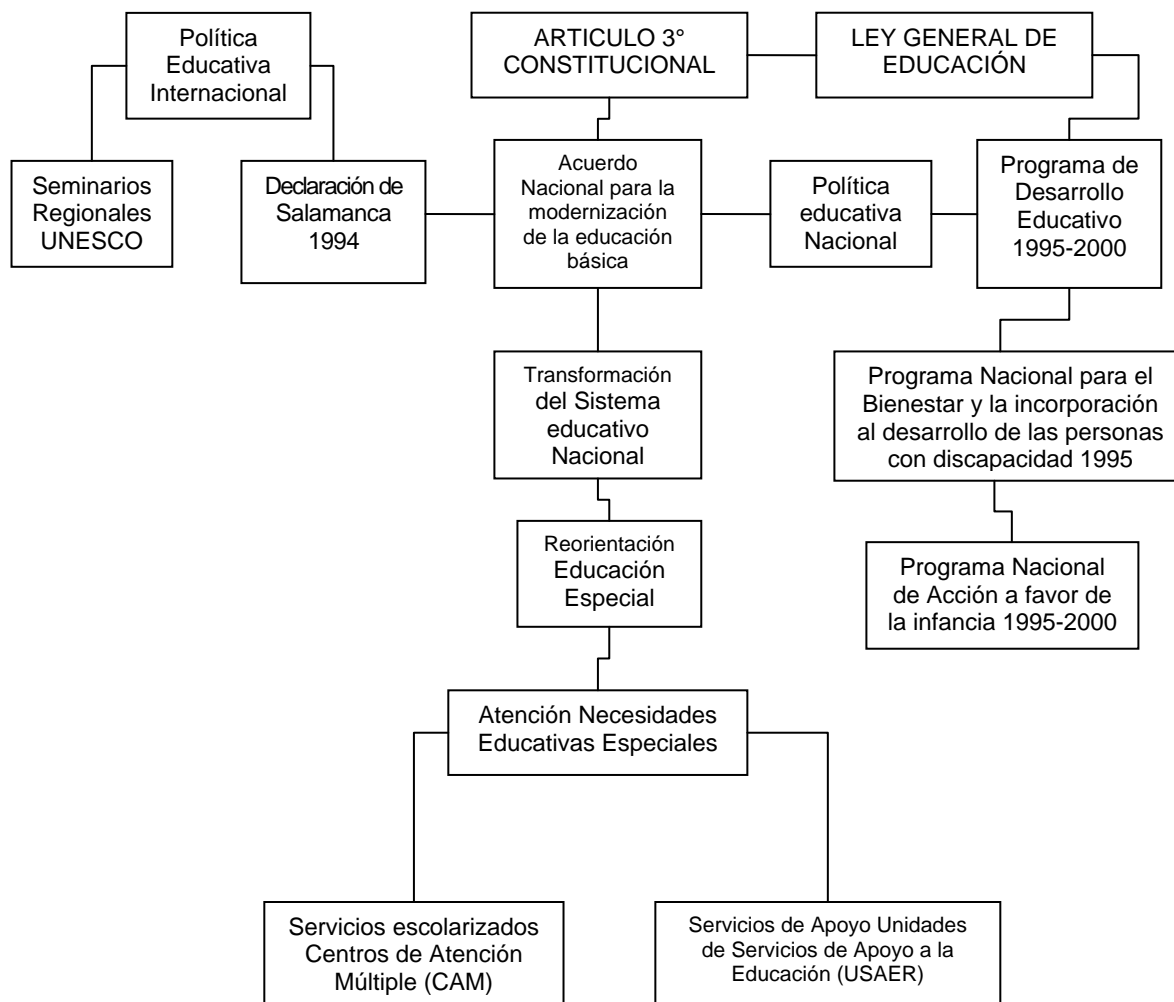 Política
Educativa
Internacional
ARTICULO 3°
CONSTITUCIONAL
LEY GENERAL DE
EDUCACIÓN
Seminarios
Regionales
UNESCO
Declaración de
Salamanca
1994
Acuerdo
Nacional para la
modernización
de la educación
básica
Política
educativa
Nacional
Programa de
Desarrollo
Educativo
1995-2000
Transformación
del Sistema
educativo
Nacional
Programa Nacional para el
Bienestar y la incorporación
al desarrollo de las personas
con discapacidad 1995
Reorientación
Educación
Especial
Programa Nacional
de Acción a favor de
la infancia 1995-2000
Atención Necesidades
Educativas Especiales
Servicios escolarizados
Centros de Atención
Múltiple (CAM)
Servicios de Apoyo Unidades
de Servicios de Apoyo a la
Educación (USAER)